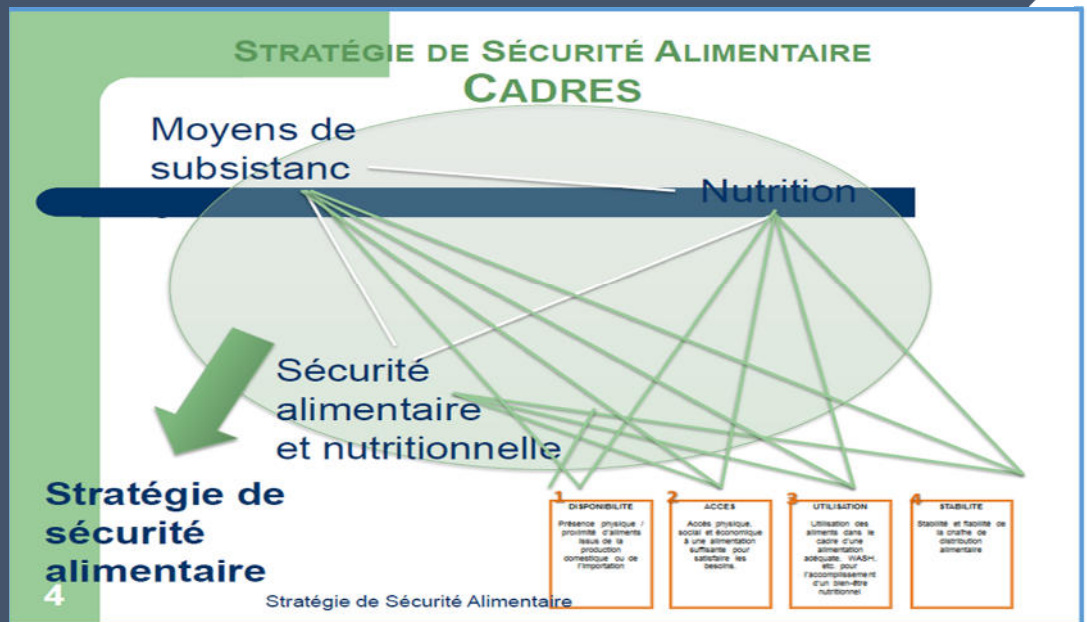 STRATÉGIE DE SÉCURITÉ ALIMENTAIRE
CADRES
Moyens de
subsistanc
Nutrition
Sécurité
alimentaire
et nutritionnelle
Stratégie de
sécurité
alimentaire
1
DISPONIBILITE
Présence physique /
proximité d'aliments
issus de la
production
domestique ou de
l'importation
2
ACCES
Accès physique,
social et économique
à une alimentation
suffisante pour
satisfaire les
besoins.
3
UTILISATION
Utilisation des
aliments dans le
cadre d'une
alimentation
adéquate, WASH,
etc. pour
l'accomplissement
d'un bien-être
nutritionnel
4
STABILITE
Stabilité et fiabilité de
la chaîne de
distribution
alimentaire
4
Stratégie de Sécurité Alimentaire